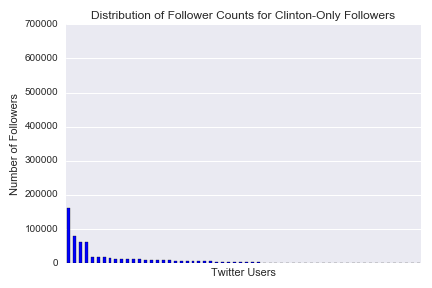 Distribution of Follower Counts for Clinton-Only Followers
700000
600000
500000
400000
300000
200000
100000
0
Number of Followers
Twitter Users